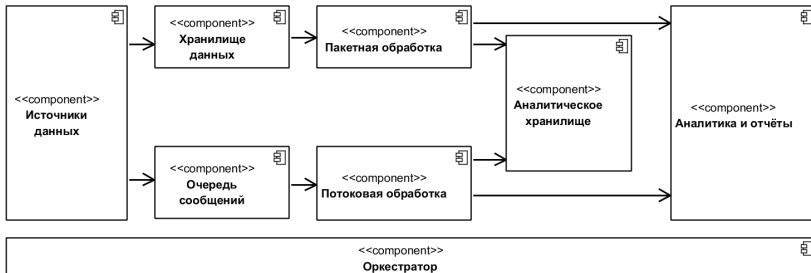 <<component>>
Источники
данных
<<component>>
Хранилище
данных
<<component>>
Пакетная обработка
<<component>>
Аналитическое
хранилище
<<component>>
Аналитика и отчёты
<<component>>
Очередь
сообщений
<<component>>
Потоковая обработка
<<component>>
Оркестратор